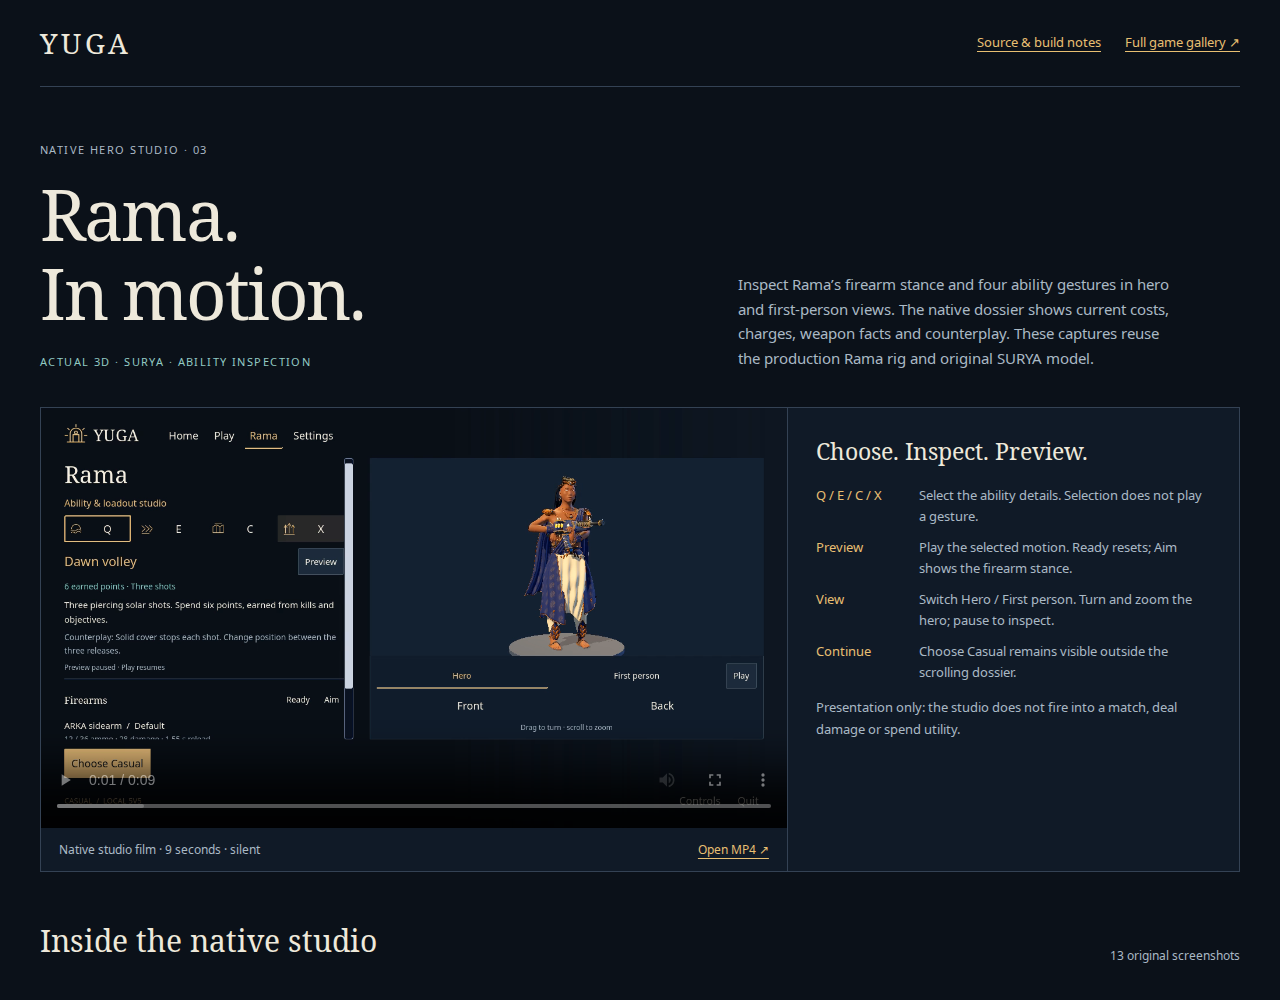 YUGA
Source & build notes
Full game gallery ↗
NATIVE HERO STUDIO · 03
Rama.
In motion.
ACTUAL 3D · SURYA · ABILITY INSPECTION
Inspect Rama’s firearm stance and four ability gestures in hero
and first-person views. The native dossier shows current costs,
charges, weapon facts and counterplay. These captures reuse
the production Rama rig and original SURYA model.
YUGA
Home
Play
Rama
Settings
Rama
Ability & loadout studio
Q
E
C
X
Dawn volley
Preview
6 earned points · Three shots
Three piercing solar shots. Spend six points, earned from kills and
objectives.
Counterplay: Solid cover stops each shot. Change position between the
three releases.
Preview paused · Play resumes
Firearms
Ready
Aim
ARKA sidearm / Default
Hero
First person
Play
Front
Back
Drag to turn · scroll to zoom
Choose Casual
0:01 / 0:09
Controls
Quit
Native studio film · 9 seconds · silent
Open MP4 ↗
Choose. Inspect. Preview.
Q / E / C / X
Select the ability details. Selection does not play
a gesture.
Preview
Play the selected motion. Ready resets; Aim
shows the firearm stance.
View
Switch Hero / First person. Turn and zoom the
hero; pause to inspect.
Continue
Choose Casual remains visible outside the
scrolling dossier.
Presentation only: the studio does not fire into a match, deal
damage or spend utility.
Inside the native studio
13 original screenshots